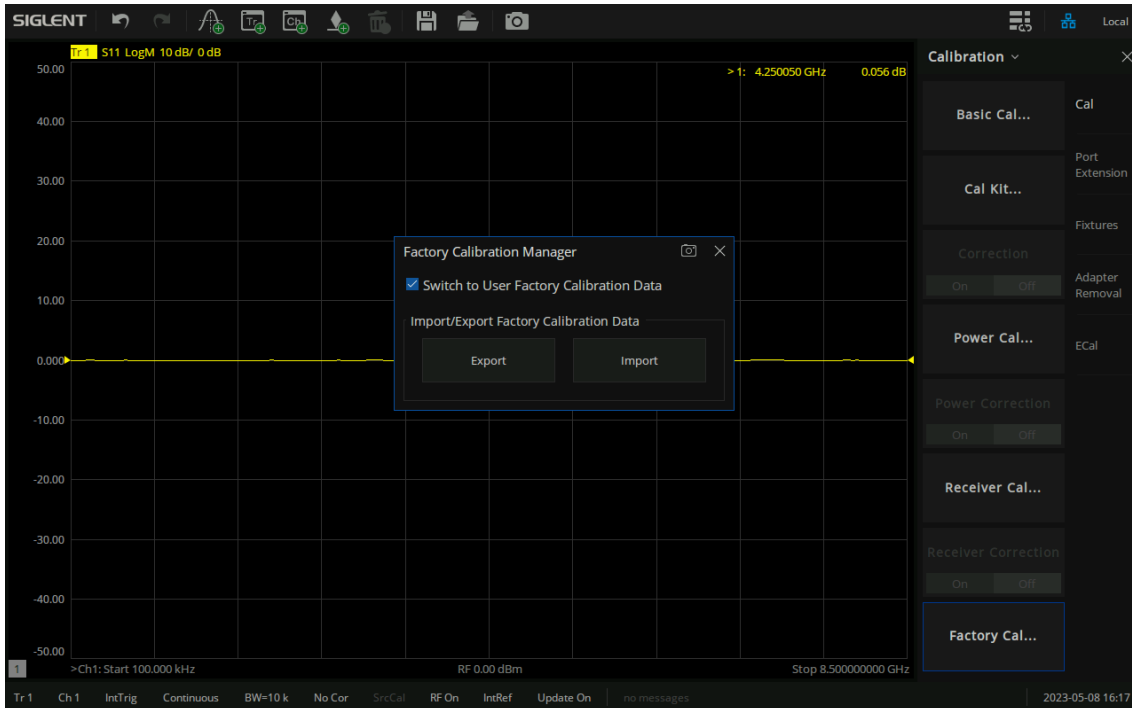 SIGLENT
Tr
Ch
Local
Tr 1 S11 LogM 10 dB/ 0 dB
> 1: 4.250050 GHz 0.056 dB
50.00
40.00
30.00
20.00
10.00
0.000
-10.00
-20.00
-30.00
-40.00
-50.00
Factory Calibration Manager
Switch to User Factory Calibration Data
Import/Export Factory Calibration Data
Export Import
1
>Ch1: Start 100.000 kHz RF 0.00 dBm Stop 8.500000000 GHz
Calibration
Basic Cal...
Cal Kit...
Correction
On Off
Power Cal...
Power Correction
On Off
Receiver Cal...
Receiver Correction
On Off
Factory Cal...
Cal
Port
Extension
Fixtures
Adapter
Removal
ECal
Tr 1 Ch 1 IntTrig Continuous BW=10 k No Cor SrcCal RF On IntRef Update On no messages 2023-05-08 16:17